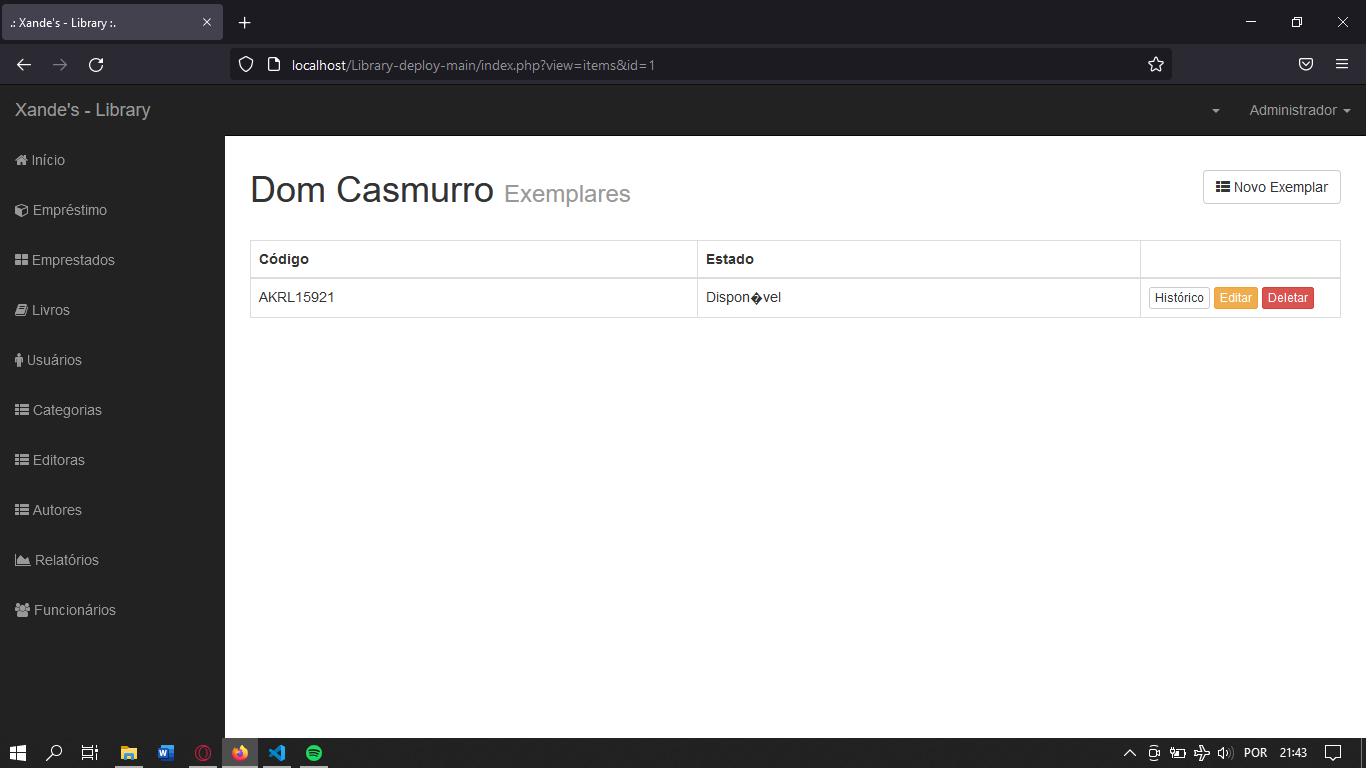 .: Xande's - Library :.
localhost/Library-deploy-main/index.php?view=items&id=1
Xande's - Library
Administrador
Início
Empréstimo
Emprestados
Livros
Usuários
Categorias
Editoras
Autores
Relatórios
Funcionários
Dom Casmurro Exemplares
Novo Exemplar
Código Estado
AKRL15921 Dispon�vel Histórico Editar Deletar
POR 21:43